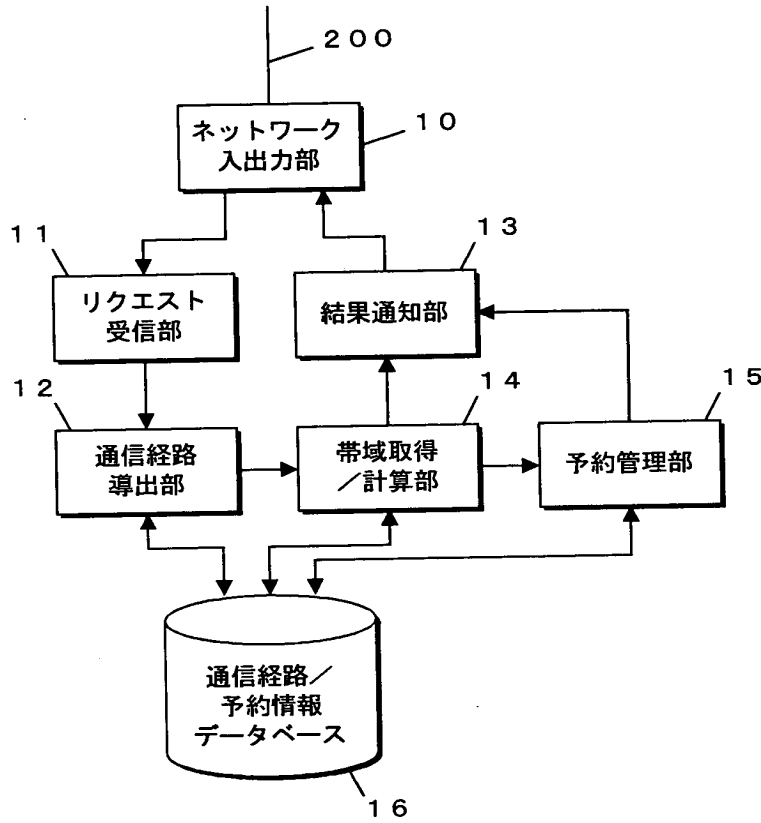 200
ネットワーク
入出力部
10
11
リクエスト
受信部
13
結果通知部
12
通信経路
導出部
14
帯域取得
/計算部
15
予約管理部
通信経路/
予約情報
データベース
16